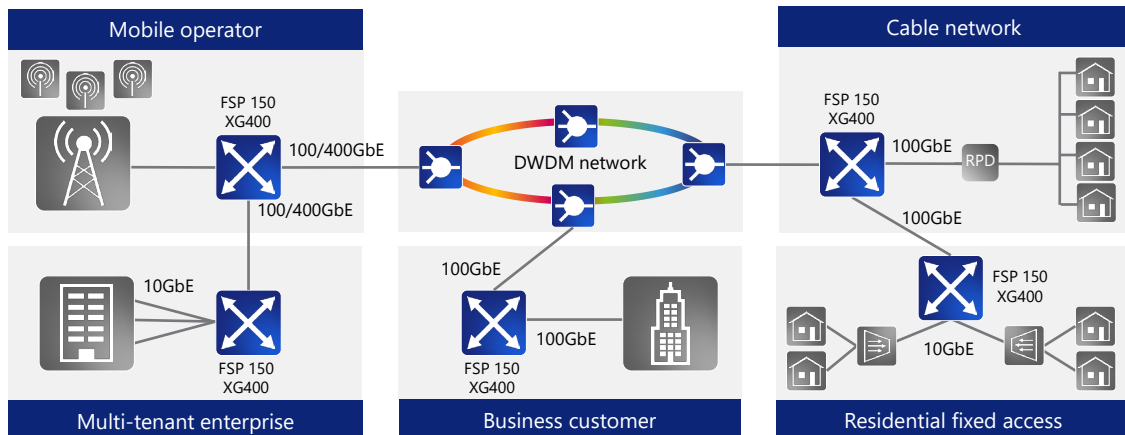 Mobile operator
FSP 150
XG400
100/400GbE
100/400GbE
10GbE
FSP 150
XG400
Multi-tenant enterprise
DWDM network
100GbE
100GbE
FSP 150
XG400
Business customer
Cable network
FSP 150
XG400
100GbE
RPD
100GbE
FSP 150
XG400
10GbE
Residential fixed access